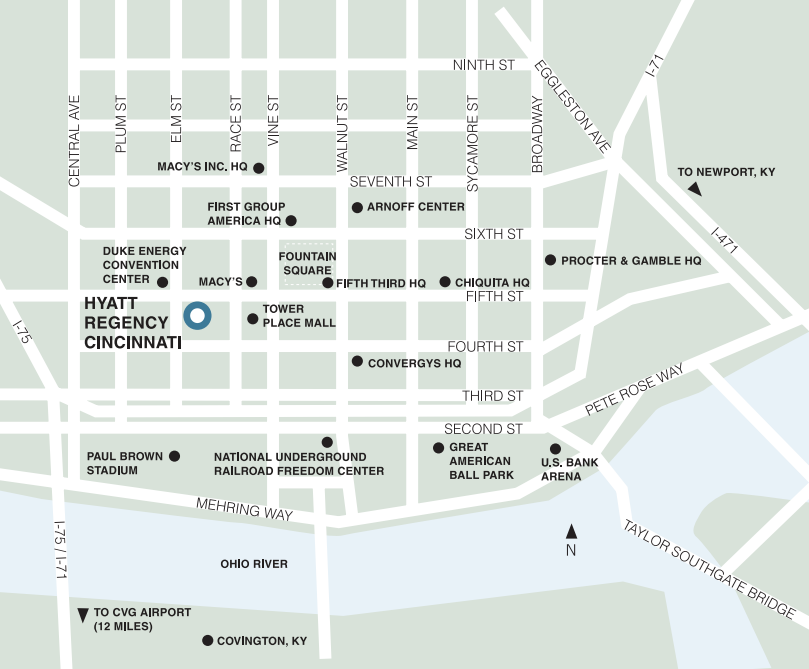 NINTH ST
EGGLESTON AVE
I-71
CENTRAL AVE
PLUM ST
ELM ST
RACE ST
VINE ST
WALNUT ST
MAIN ST
SYCAMORE ST
BROADWAY
MACY'S INC. HQ
SEVENTH ST
TO NEWPORT, KY
FIRST GROUP
AMERICA HQ
ARNOFF CENTER
SIXTH ST
I-471
DUKE ENERGY
CONVENTION
CENTER
MACY'S
FOUNTAIN
SQUARE
FIFTH THIRD HQ
CHIQUITA HQ
PROCTER & GAMBLE HQ
FIFTH ST
HYATT
REGENCY
CINCINNATI
TOWER
PLACE MALL
I-75
FOURTH ST
CONVERGYS HQ
THIRD ST
PETE ROSE WAY
SECOND ST
PAUL BROWN
STADIUM
NATIONAL UNDERGROUND
RAILROAD FREEDOM CENTER
GREAT
AMERICAN
BALL PARK
U.S. BANK
ARENA
MEHRING WAY
N
TAYLOR SOUTHGATE BRIDGE
I-75 / I-71
OHIO RIVER
TO CVG AIRPORT
(12 MILES)
COVINGTON, KY